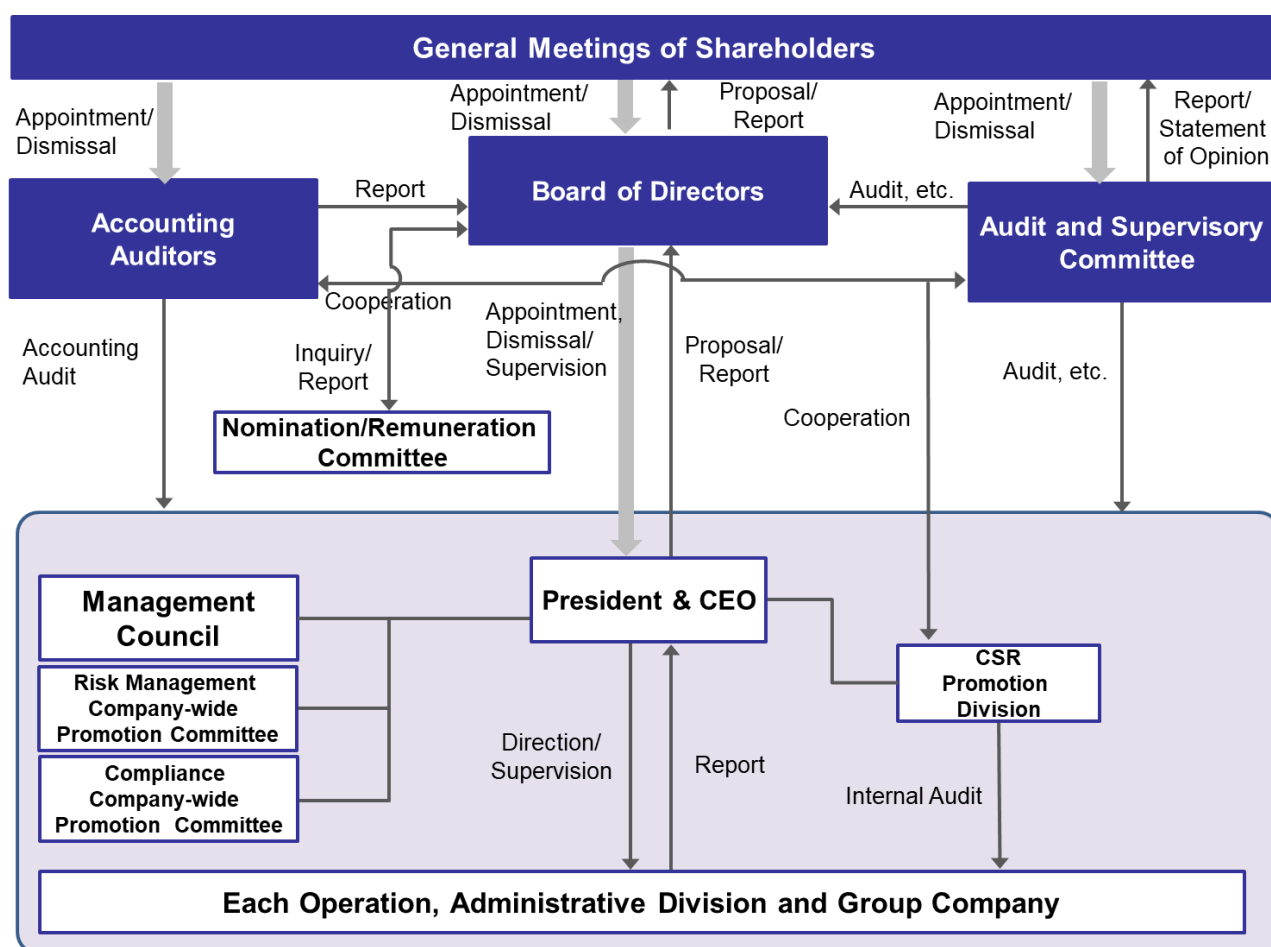 General Meetings of Shareholders
Appointment/
Dismissal
Appointment/
Dismissal
Proposal/
Report
Appointment/
Dismissal
Report/
Statement
of Opinion
Accounting
Auditors
Report
Board of Directors
Audit, etc.
Audit and Supervisory
Committee
Cooperation
Accounting
Audit
Inquiry/
Report
Appointment,
Dismissal/
Supervision
Proposal/
Report
Cooperation
Audit, etc.
Nomination/Remuneration
Committee
Management
Council
President & CEO
Risk Management
Company-wide
Promotion Committee
CSR
Promotion
Division
Compliance
Company-wide
Promotion Committee
Direction/
Supervision
Report
Internal Audit
Each Operation, Administrative Division and Group Company